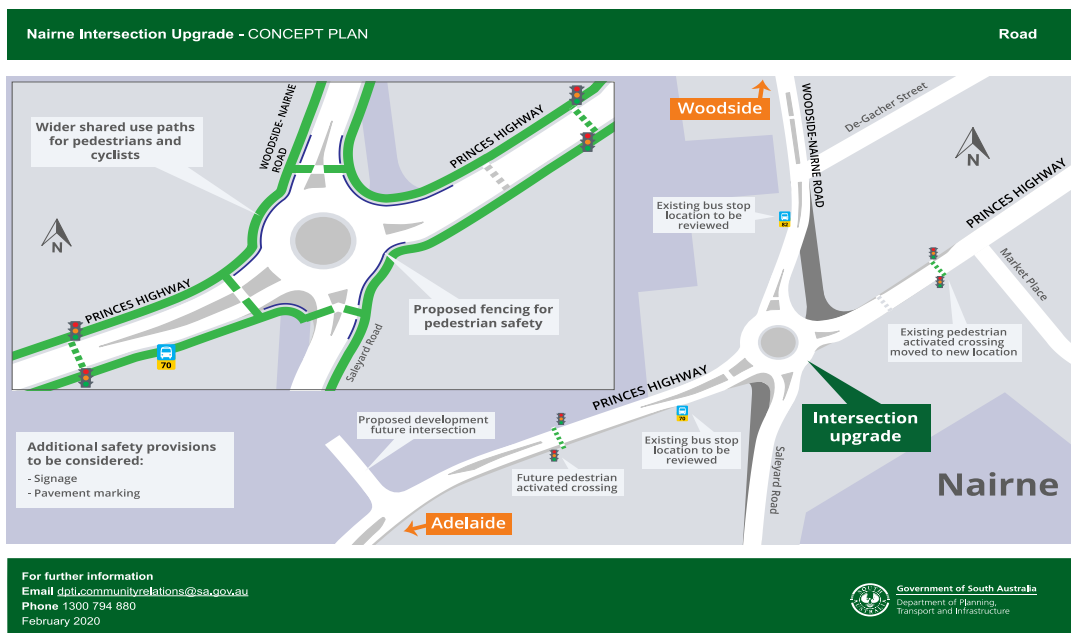 Nairne Intersection Upgrade - CONCEPT PLAN
Road
Wider shared use paths
for pedestrians and
cyclists
WOODSIDE- NAIRNE
ROAD
PRINCES HIGHWAY
N
PRINCES HIGHWAY
70
Proposed fencing for
pedestrian safety
Saleyard Road
Woodside
WOODSIDE-NAIRNE ROAD
De-Gacher Street
N
PRINCES HIGHWAY
Existing bus stop
location to be
reviewed
82
Market Place
Existing pedestrian
activated crossing
moved to new location
PRINCES HIGHWAY
Intersection
upgrade
Proposed development
future intersection
70
Existing bus stop
location to be
reviewed
Future pedestrian
activated crossing
Saleyard Road
Nairne
Additional safety provisions
to be considered:
- Signage
- Pavement marking
Adelaide
For further information
Email dpti.communityrelations@sa.gov.au
Phone 1300 794 880
February 2020
SOUTH
AUSTRALIA
Government of South Australia
Department of Planning,
Transport and Infrastructure